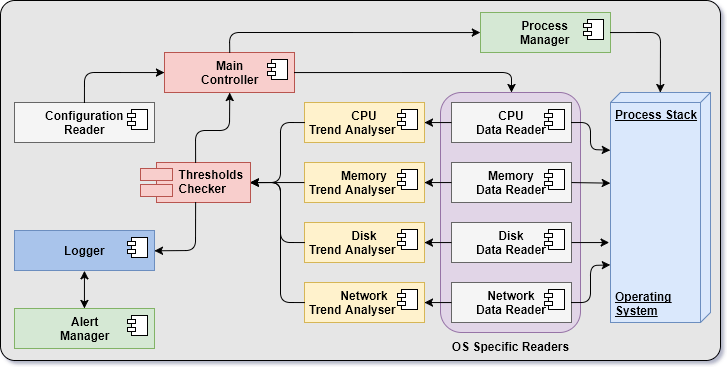 Process
Manager
Main
Controller
Configuration
Reader
CPU
Trend Analyser
CPU
Data Reader
Process Stack
Thresholds
Checker
Memory
Trend Analyser
Memory
Data Reader
Logger
Disk
Trend Analyser
Disk
Data Reader
Alert
Manager
Network
Trend Analyser
Network
Data Reader
Operating
System
OS Specific Readers